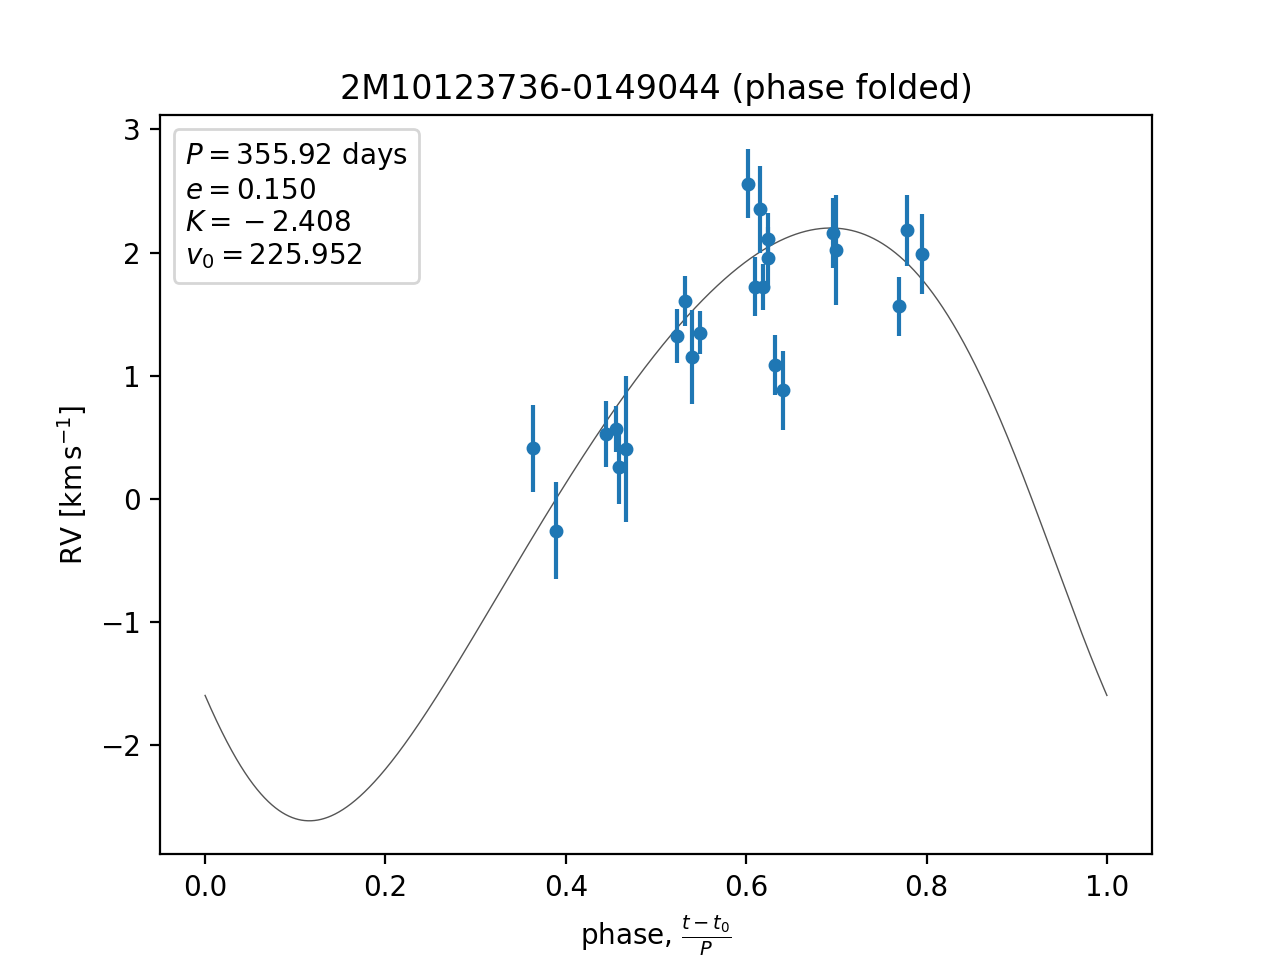 2M10123736-0149044 (phase folded)
P = 355.92 days
e = 0.150
K = −2.408
v₀ = 225.952
RV [km s⁻¹]
3
2
1
0
−1
−2
0.0 0.2 0.4 0.6 0.8 1.0
phase, (t − t₀)/P